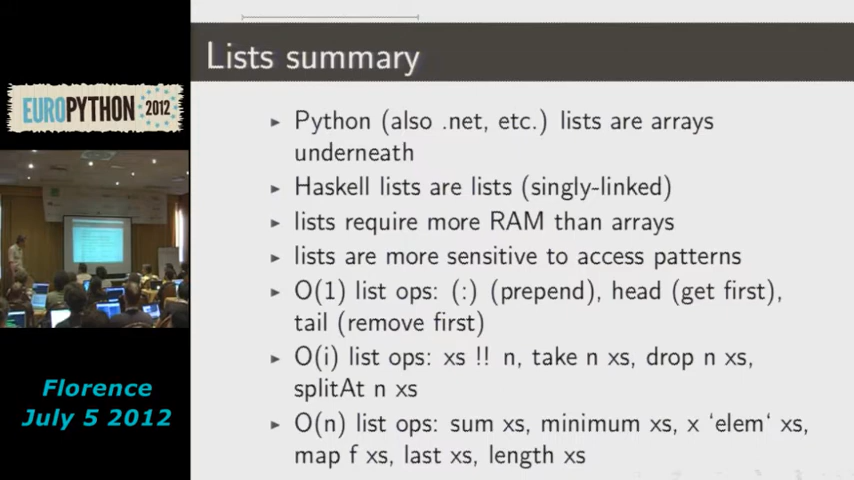 Lists summary
EUROPYTHON 2012
▸ Python (also .net, etc.) lists are arrays
underneath
▸ Haskell lists are lists (singly-linked)
▸ lists require more RAM than arrays
▸ lists are more sensitive to access patterns
▸ O(1) list ops: (:) (prepend), head (get first),
tail (remove first)
▸ O(i) list ops: xs !! n, take n xs, drop n xs,
splitAt n xs
▸ O(n) list ops: sum xs, minimum xs, x ‘elem‘ xs,
map f xs, last xs, length xs
Florence
July 5 2012